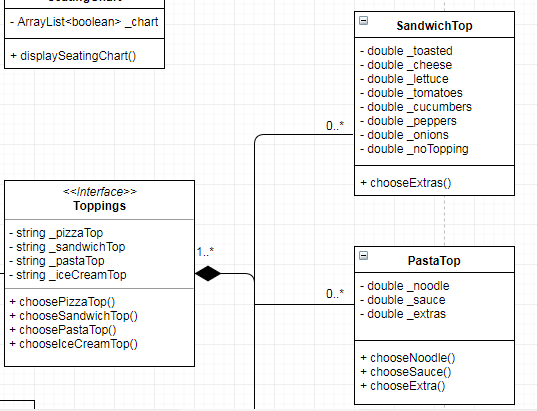 SeatingChart
- ArrayList<boolean> _chart
+ displaySeatingChart()
SandwichTop
- double _toasted
- double _cheese
- double _lettuce
- double _tomatoes
- double _cucumbers
- double _peppers
- double _onions
- double _noTopping
+ chooseExtras()
0..*
<<Interface>>
Toppings
- string _pizzaTop
- string _sandwichTop
- string _pastaTop
- string _iceCreamTop
+ choosePizzaTop()
+ chooseSandwichTop()
+ choosePastaTop()
+ chooseIceCreamTop()
1..*
0..*
PastaTop
- double _noodle
- double _sauce
- double _extras
+ chooseNoodle()
+ chooseSauce()
+ chooseExtra()